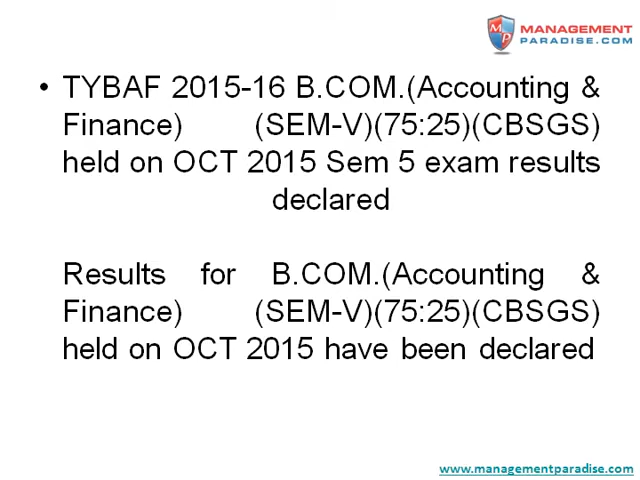 MANAGEMENT
PARADISE.COM
• TYBAF 2015-16 B.COM.(Accounting &
Finance) (SEM-V)(75:25)(CBSGS)
held on OCT 2015 Sem 5 exam results
declared
Results for B.COM.(Accounting &
Finance) (SEM-V)(75:25)(CBSGS)
held on OCT 2015 have been declared
www.managementparadise.com